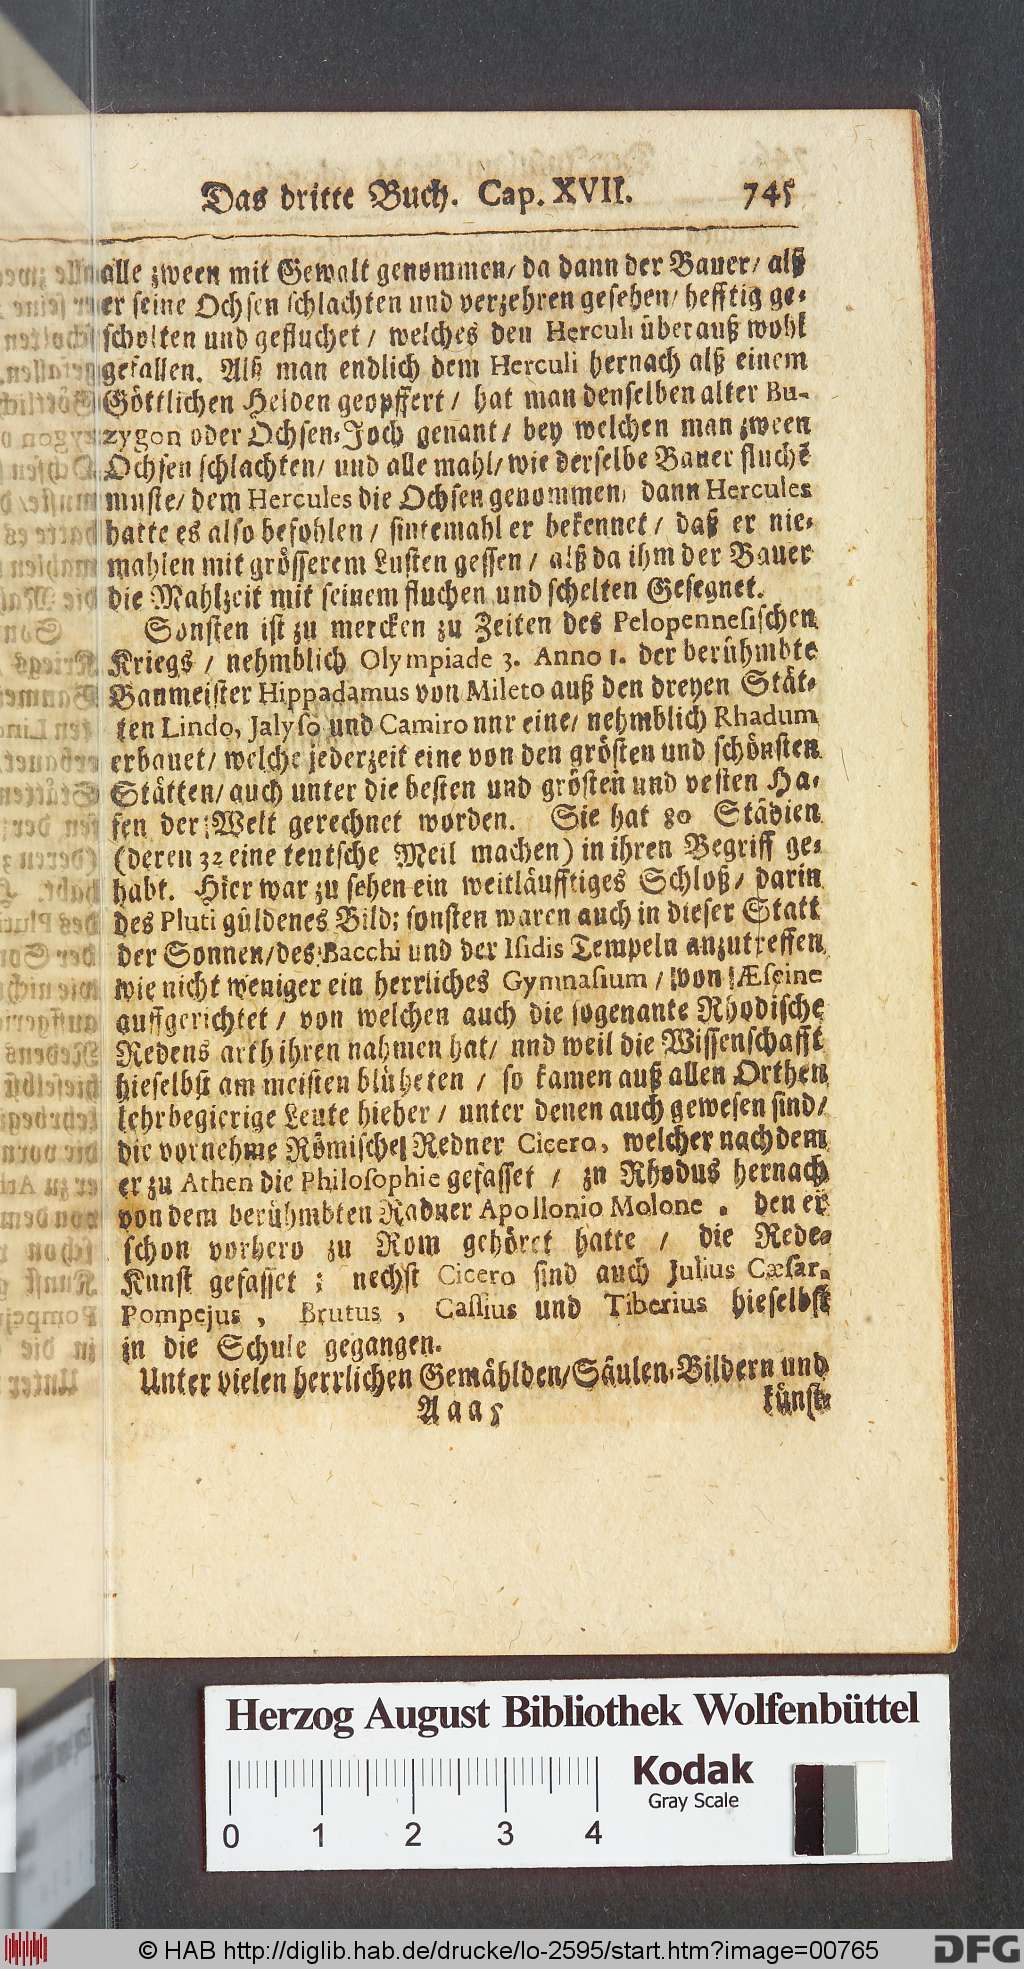 Das dritte Buch. Cap. XVII. 745
alle zween mit Gewalt genommen/ da dann der Bauer/ alß
er seine Ochsen schlachten und verzehren gesehen/ hefftig ge-
scholten und gefluchet / welches den Herculi überauß wohl
gefallen. Alß man endlich dem Herculi hernach alß einem
Göttlichen Helden geopffert / hat man denselben alter Bu-
zygon oder Ochsen-Joch genant / bey welchen man zween
Ochsen schlachten/ und alle mahl/ wie derselbe Bauer fluchẽ
muste/ dem Hercules die Ochsen genommen, dann Hercules
hatte es also befohlen / sintemahl er bekennet / daß er nie-
mahlen mit grösserem Lusten gessen / alß da ihm der Bauer
die Mahlzeit mit seinem fluchen und schelten Gesegnet.
Sonsten ist zu mercken zu Zeiten des Pelopennesischen
Kriegs / nehmblich Olympiade 3. Anno 1. der berühmbte
Baumeister Hippadamus von Mileto auß den dreyen Stät-
ten Lindo, Jalyso und Camiro nnr eine/ nehmblich Rhadum
erbauet/ welche jederzeit eine von den grösten und schönsten
Stätten/ auch unter die besten und grösten und vesten Ha-
fen der Welt gerechnet worden. Sie hat 80 Städien
(deren 32 eine teutsche Meil machen) in ihren Begriff ge-
habt. Hier war zu sehen ein weitläufftiges Schloß/ darin
des Pluti güldenes Bild; sonsten waren auch in dieser Statt
der Sonnen/ des Bacchi und der Isidis Tempeln anzutreffen
wie nicht weniger ein herrliches Gymnasium / von Æscine
auffgerichtet / von welchen auch die sogenante Rhodische
Redens arth ihren nahmen hat/ und weil die Wissenschafft
hieselbst am meisten blüheten / so kamen auß allen Orthen
lehrbegierige Leute hieher / unter denen auch gewesen sind/
die vornehme Römische Redner Cicero, welcher nach dem
er zu Athen die Philosophie gefasset / zu Rhodus hernach
von dem berühmbten Radner Apollonio Molone . den er
schon vorhero zu Rom gehöret hatte / die Rede-
Kunst gefasset ; nechst Cicero sind auch Julius Cæsar,
Pompejus , Brutus , Cassius und Tiberius hieselbst
in die Schule gegangen.
Unter vielen herrlichen Gemählden/ Säulen-Bildern und
Aaa5 künst-
Herzog August Bibliothek Wolfenbüttel
Kodak
Gray Scale
0 1 2 3 4
© HAB http://diglib.hab.de/drucke/lo-2595/start.htm?image=00765
DFG